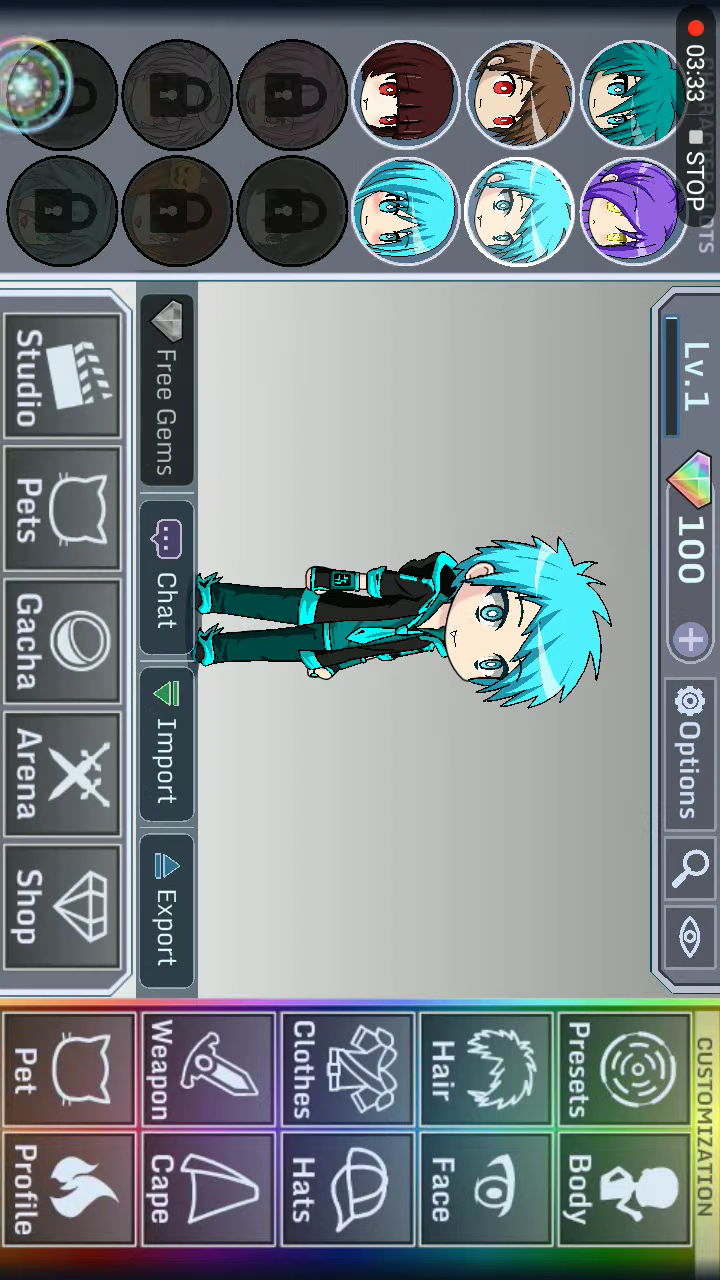 03:33 STOP
SLOTS
Lv.1
100
Options
Free Gems
Chat
Import
Export
Studio
Pets
Gacha
Arena
Shop
CUSTOMIZATION
Presets
Body
Hair
Face
Clothes
Hats
Weapon
Cape
Pet
Profile